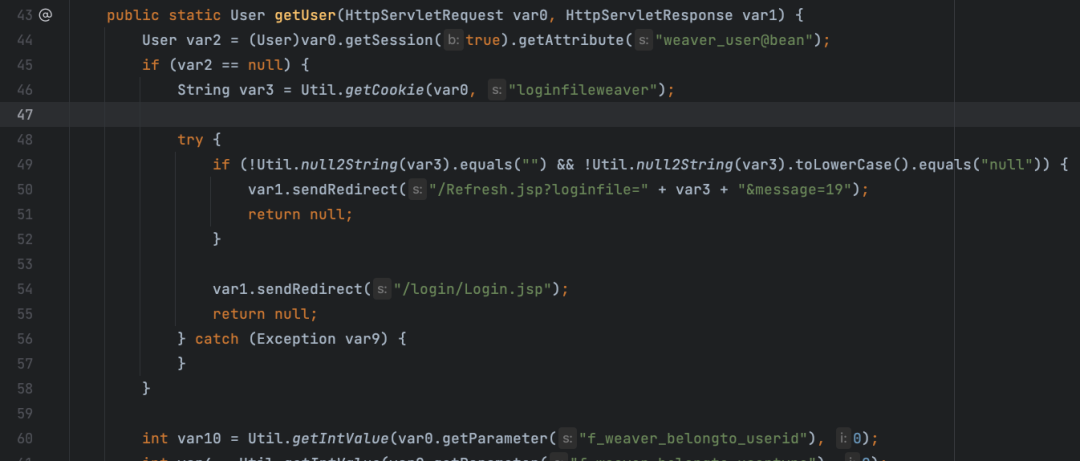 43 @ public static User getUser(HttpServletRequest var0, HttpServletResponse var1) {
44 User var2 = (User)var0.getSession( b: true).getAttribute( s: "weaver_user@bean");
45 if (var2 == null) {
46 String var3 = Util.getCookie(var0, s: "loginfileweaver");
47
48 try {
49 if (!Util.null2String(var3).equals("") && !Util.null2String(var3).toLowerCase().equals("null")) {
50 var1.sendRedirect( s: "/Refresh.jsp?loginfile=" + var3 + "&message=19");
51 return null;
52 }
53
54 var1.sendRedirect( s: "/login/Login.jsp");
55 return null;
56 } catch (Exception var9) {
57 }
58 }
59
60 int var10 = Util.getIntValue(var0.getParameter( s: "f_weaver_belongto_userid"), i: 0);